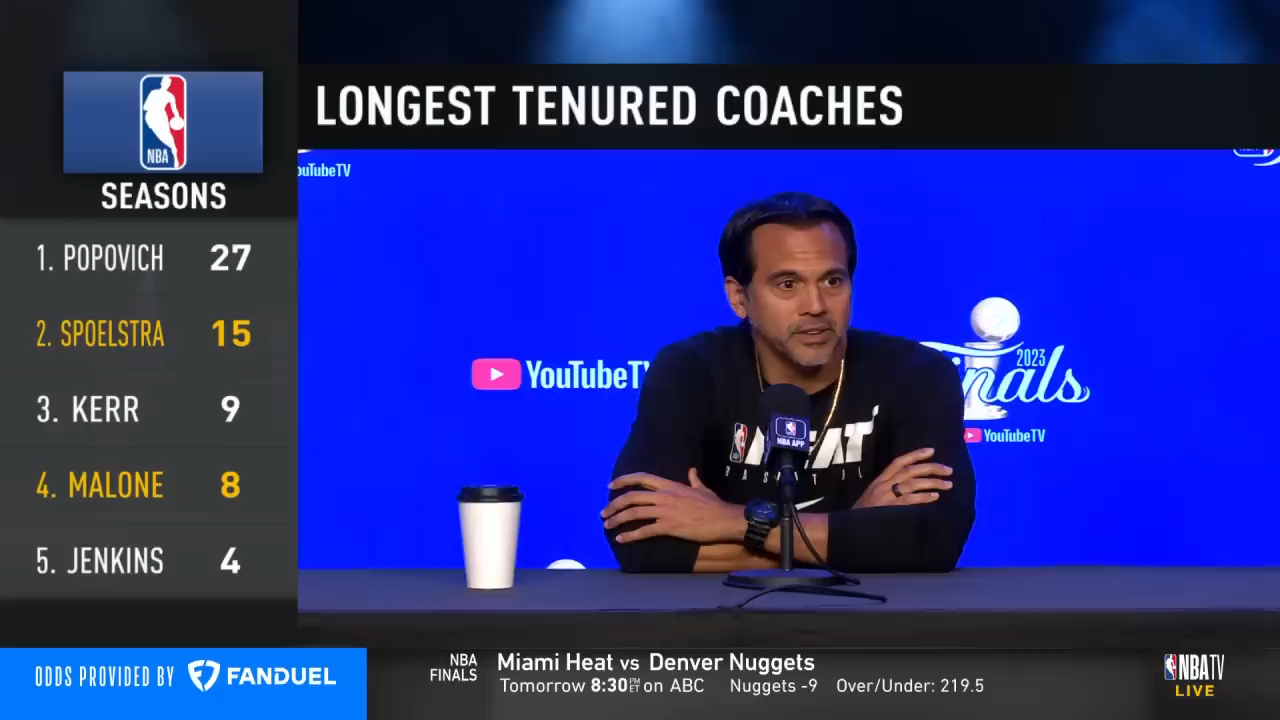 LONGEST TENURED COACHES
NBA
SEASONS
1. POPOVICH 27
2. SPOELSTRA 15
3. KERR 9
4. MALONE 8
5. JENKINS 4
ouTubeTV
YouTubeTV
2023
Finals
YouTubeTV
NBA APP
HEAT
ODDS PROVIDED BY FANDUEL
NBA FINALS
Miami Heat vs Denver Nuggets
Tomorrow 8:30 PM ET on ABC Nuggets -9 Over/Under: 219.5
NBA TV
LIVE